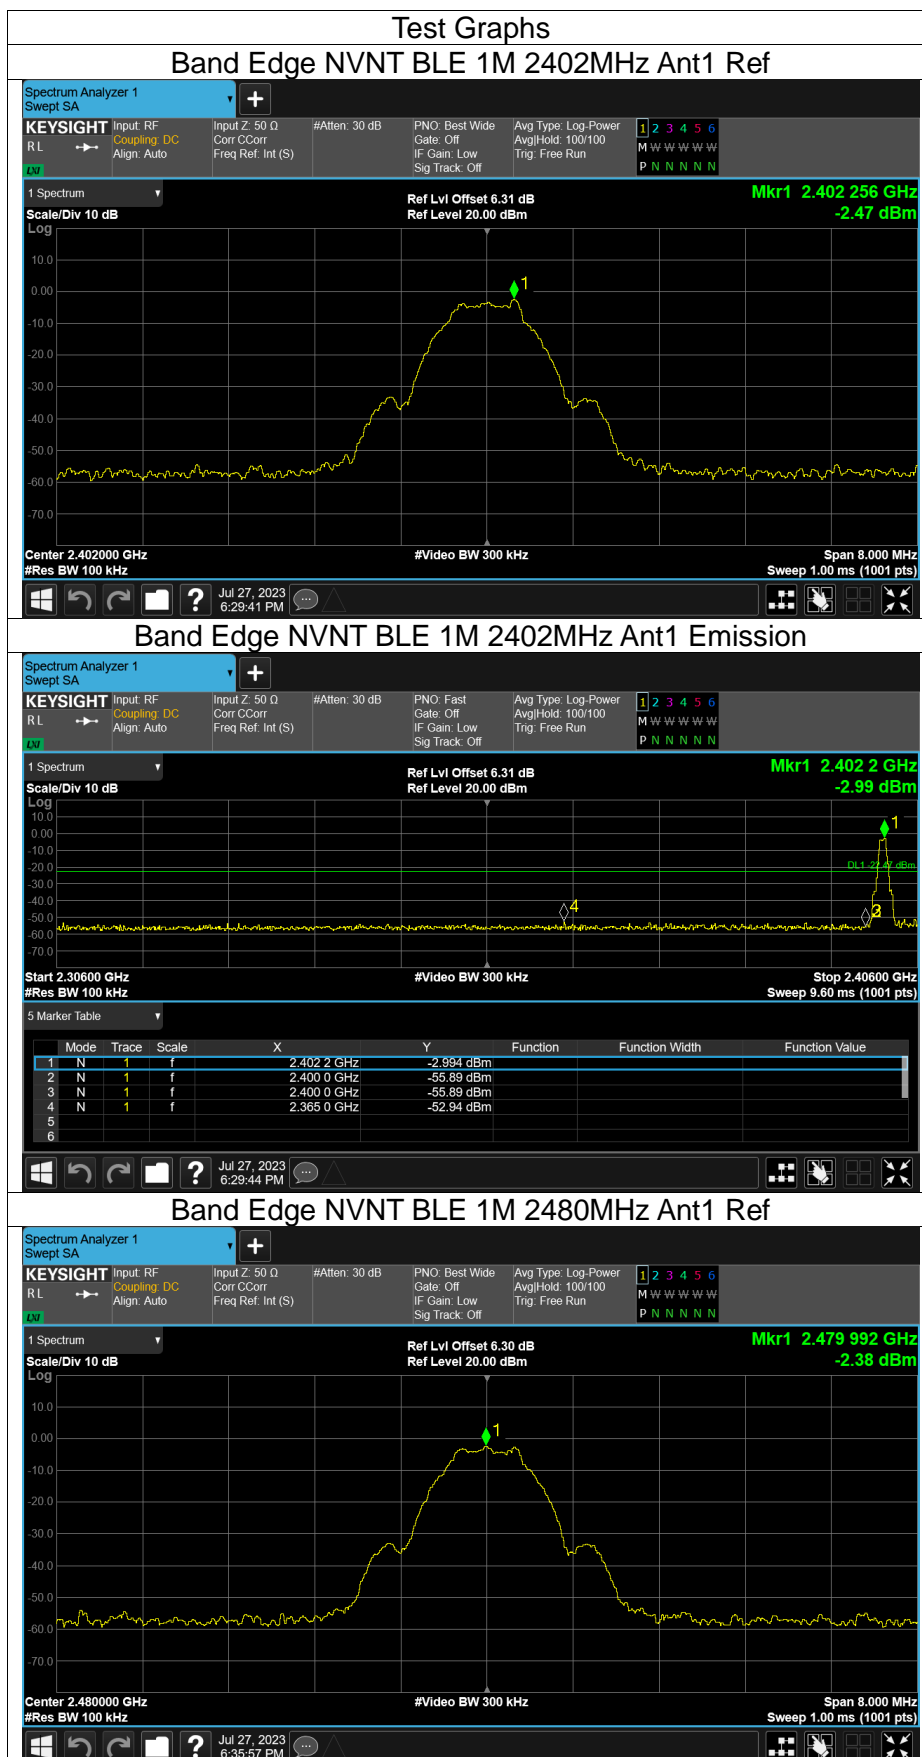 Test Graphs
Band Edge NVNT BLE 1M 2402MHz Ant1 Ref
Spectrum Analyzer 1
Swept SA
+
KEYSIGHT Input: RF Input Z: 50 Ω #Atten: 30 dB PNO: Best Wide Avg Type: Log-Power 1 2 3 4 5 6
RL Coupling: DC Corr CCorr Gate: Off Avg|Hold: 100/100 M W W W W W
Align: Auto Freq Ref: Int (S) IF Gain: Low Trig: Free Run
LXI Sig Track: Off P N N N N N
1 Spectrum Ref Lvl Offset 6.31 dB Mkr1 2.402 256 GHz
Scale/Div 10 dB Ref Level 20.00 dBm -2.47 dBm
Log
10.0
1
0.00
-10.0
-20.0
-30.0
-40.0
-50.0
-60.0
-70.0
Center 2.402000 GHz #Video BW 300 kHz Span 8.000 MHz
#Res BW 100 kHz Sweep 1.00 ms (1001 pts)
? Jul 27, 2023
6:29:41 PM
Band Edge NVNT BLE 1M 2402MHz Ant1 Emission
Spectrum Analyzer 1
Swept SA
+
KEYSIGHT Input: RF Input Z: 50 Ω #Atten: 30 dB PNO: Fast Avg Type: Log-Power 1 2 3 4 5 6
RL Coupling: DC Corr CCorr Gate: Off Avg|Hold: 100/100 M W W W W W
Align: Auto Freq Ref: Int (S) IF Gain: Low Trig: Free Run
LXI Sig Track: Off P N N N N N
1 Spectrum Ref Lvl Offset 6.31 dB Mkr1 2.402 2 GHz
Scale/Div 10 dB Ref Level 20.00 dBm -2.99 dBm
Log
10.0
1
0.00
-10.0
-20.0 DL1 -22.47 dBm
-30.0
-40.0
4
-50.0
-60.0
-70.0
Start 2.30600 GHz #Video BW 300 kHz Stop 2.40600 GHz
#Res BW 100 kHz Sweep 9.60 ms (1001 pts)
5 Marker Table
Mode Trace Scale X Y Function Function Width Function Value
1 N 1 f 2.402 2 GHz -2.994 dBm
2 N 1 f 2.400 0 GHz -55.89 dBm
3 N 1 f 2.400 0 GHz -55.89 dBm
4 N 1 f 2.365 0 GHz -52.94 dBm
5
6
? Jul 27, 2023
6:29:44 PM
Band Edge NVNT BLE 1M 2480MHz Ant1 Ref
Spectrum Analyzer 1
Swept SA
+
KEYSIGHT Input: RF Input Z: 50 Ω #Atten: 30 dB PNO: Best Wide Avg Type: Log-Power 1 2 3 4 5 6
RL Coupling: DC Corr CCorr Gate: Off Avg|Hold: 100/100 M W W W W W
Align: Auto Freq Ref: Int (S) IF Gain: Low Trig: Free Run
LXI Sig Track: Off P N N N N N
1 Spectrum Ref Lvl Offset 6.30 dB Mkr1 2.479 992 GHz
Scale/Div 10 dB Ref Level 20.00 dBm -2.38 dBm
Log
10.0
1
0.00
-10.0
-20.0
-30.0
-40.0
-50.0
-60.0
-70.0
Center 2.480000 GHz #Video BW 300 kHz Span 8.000 MHz
#Res BW 100 kHz Sweep 1.00 ms (1001 pts)
? Jul 27, 2023
6:35:57 PM